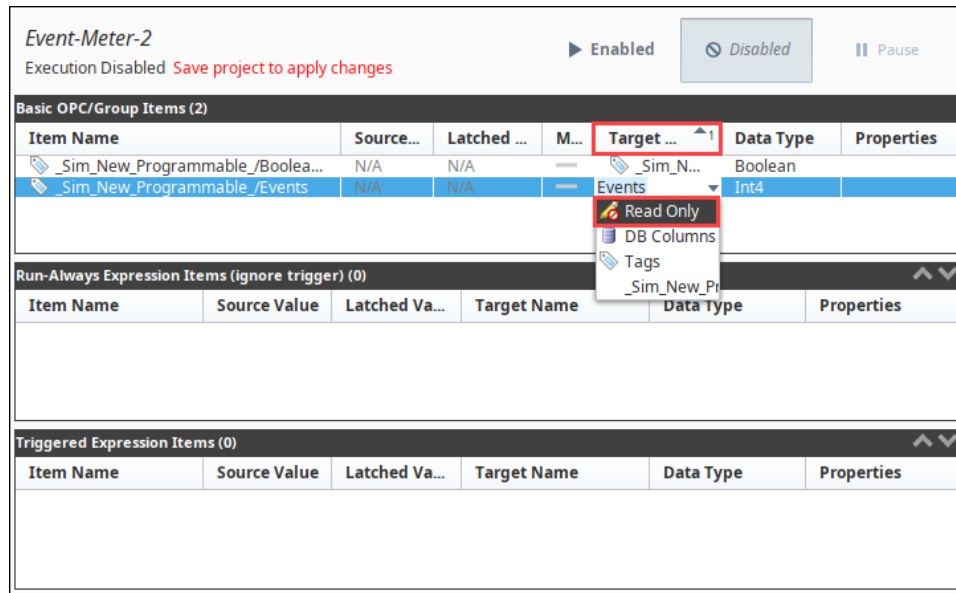 Event-Meter-2
Enabled
Disabled
Pause
Execution Disabled Save project to apply changes
Basic OPC/Group Items (2)
Item Name Source... Latched ... M... Target ... 1 Data Type Properties
_Sim_New_Programmable_/Boolea... N/A N/A _Sim_N... Boolean
_Sim_New_Programmable_/Events N/A N/A Events Int4
Read Only
DB Columns
Tags
_Sim_New_Pr
Run-Always Expression Items (ignore trigger) (0)
Item Name Source Value Latched Va... Target Name Data Type Properties
Triggered Expression Items (0)
Item Name Source Value Latched Va... Target Name Data Type Properties